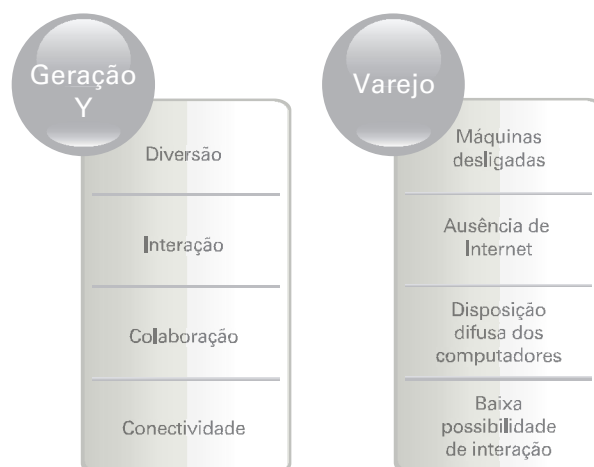 Geração
Y
Diversão
Interação
Colaboração
Conectividade
Varejo
Máquinas
desligadas
Ausência de
Internet
Disposição
difusa dos
computadores
Baixa
possibilidade
de interação